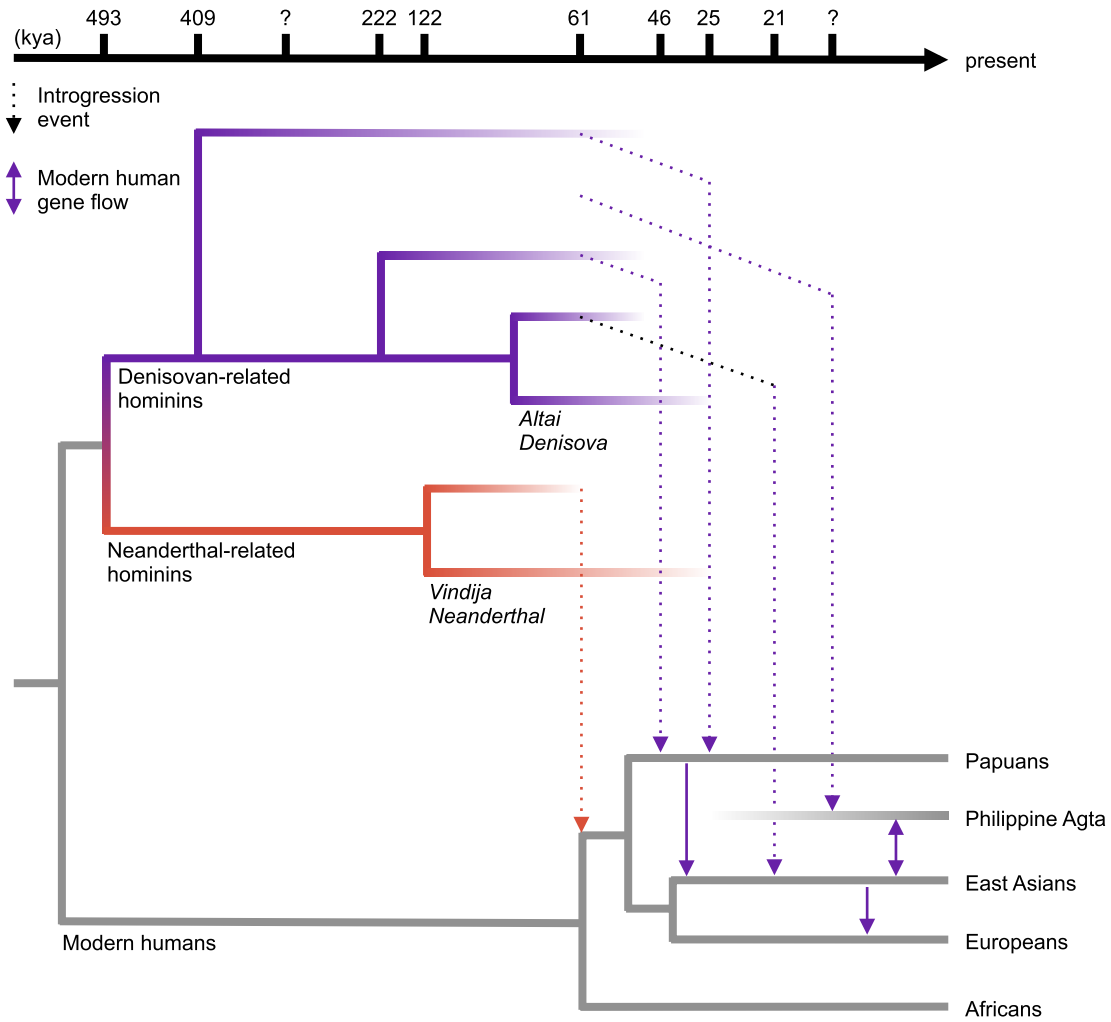 493 409 ? 222 122 61 46 25 21 ?
(kya)
present
Introgression
event
Modern human
gene flow
Denisovan-related
hominins
Altai
Denisova
Neanderthal-related
hominins
Vindija
Neanderthal
Papuans
Philippine Agta
East Asians
Europeans
Modern humans
Africans